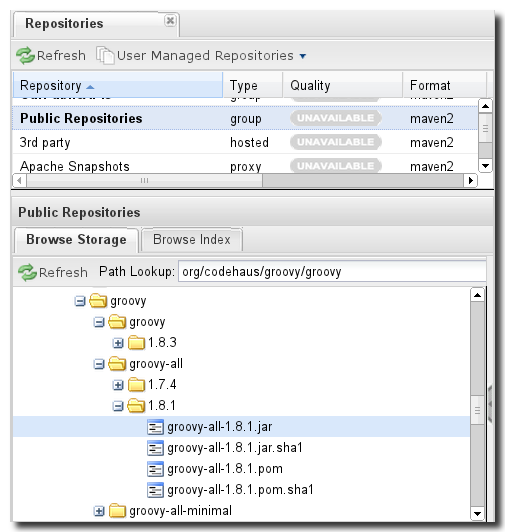 Repositories
Refresh User Managed Repositories
Repository Type Quality Format
group UNAVAILABLE maven2
Public Repositories group UNAVAILABLE maven2
3rd party hosted UNAVAILABLE maven2
Apache Snapshots proxy UNAVAILABLE maven2
Public Repositories
Browse Storage Browse Index
Refresh Path Lookup: org/codehaus/groovy/groovy
groovy
groovy
1.8.3
groovy-all
1.7.4
1.8.1
groovy-all-1.8.1.jar
groovy-all-1.8.1.jar.sha1
groovy-all-1.8.1.pom
groovy-all-1.8.1.pom.sha1
groovy-all-minimal